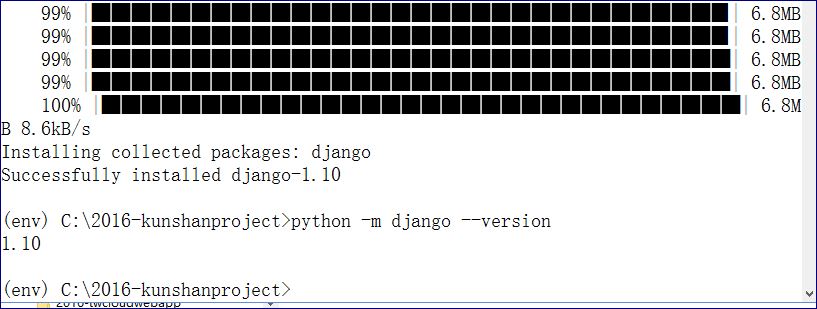 99% 6.8MB
99% 6.8MB
99% 6.8MB
99% 6.8MB
100% 6.8M
B 8.6kB/s
Installing collected packages: django
Successfully installed django-1.10
(env) C:\2016-kunshanproject>python -m django --version
1.10
(env) C:\2016-kunshanproject>
2016-twcloudwebapp